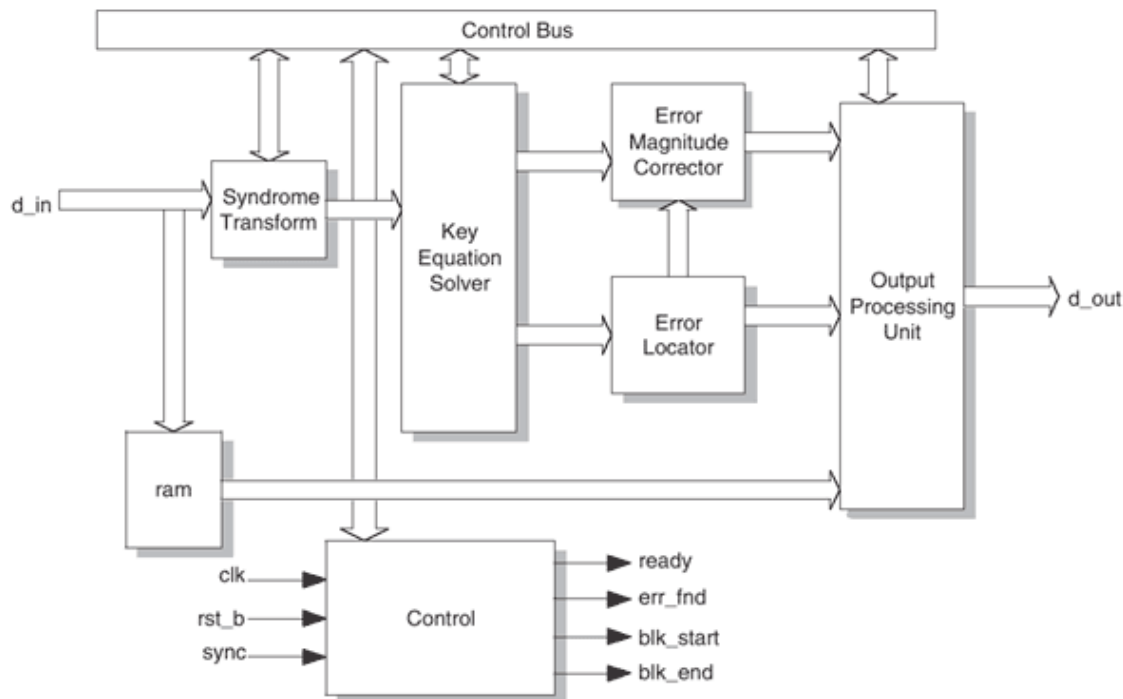 Control Bus
d_in
Syndrome
Transform
Key
Equation
Solver
Error
Magnitude
Corrector
Error
Locator
Output
Processing
Unit
d_out
ram
clk
rst_b
sync
Control
ready
err_fnd
blk_start
blk_end